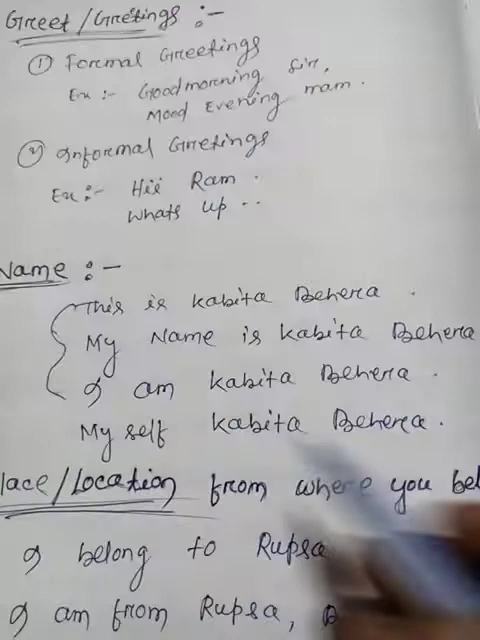 Greet/Greetings :-
① Formal Greetings
Ex :- Goodmorning sir,
Mood Evening mam.
② Informal Greetings
Ex :- Hii Ram.
Whats up ..
Name :-
This is Kabita Behera.
My Name is Kabita Behera
I am Kabita Behera.
My self Kabita Behera.
lace/Location from where you bel
I belong to Rupsa
I am from Rupsa,